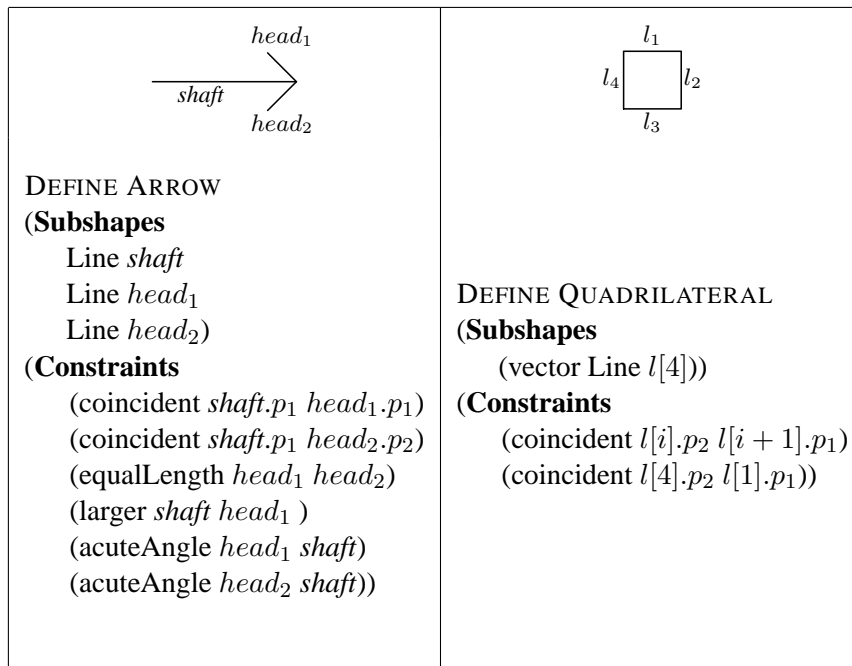 head₁
shaft
head₂
DEFINE ARROW
(Subshapes
Line shaft
Line head₁
Line head₂)
(Constraints
(coincident shaft.p₁ head₁.p₁)
(coincident shaft.p₁ head₂.p₂)
(equalLength head₁ head₂)
(larger shaft head₁ )
(acuteAngle head₁ shaft)
(acuteAngle head₂ shaft))
l₁
l₄ l₂
l₃
DEFINE QUADRILATERAL
(Subshapes
(vector Line l[4]))
(Constraints
(coincident l[i].p₂ l[i + 1].p₁)
(coincident l[4].p₂ l[1].p₁))